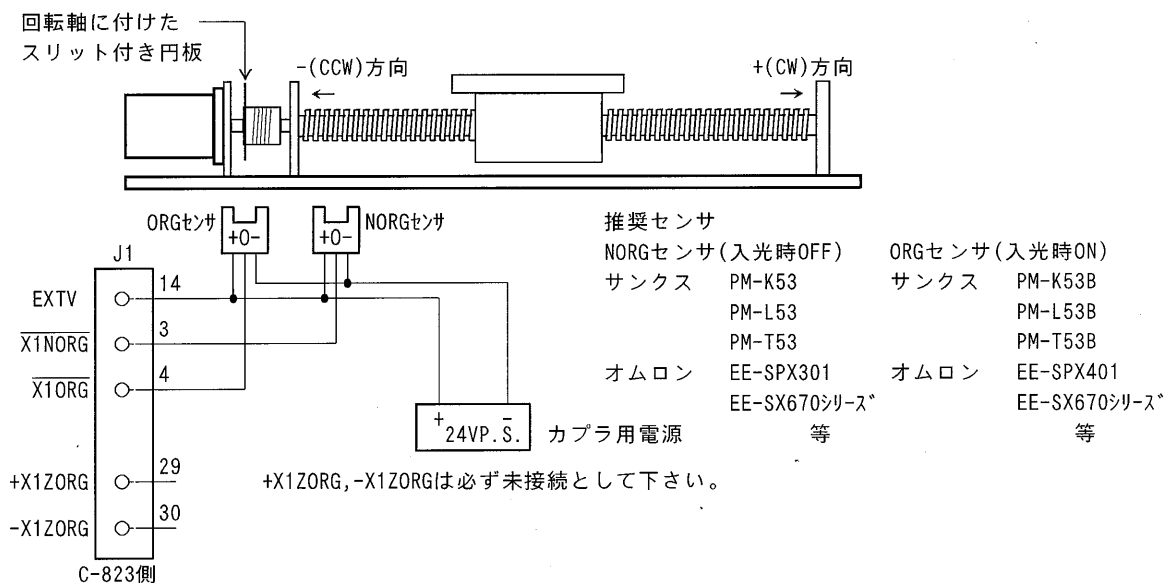 回転軸に付けた
スリット付き円板
-(CCW)方向
+(CW)方向
ORGセンサ
+O-
NORGセンサ
+O-
推奨センサ
NORGセンサ(入光時OFF)
サンクス PM-K53
PM-L53
PM-T53
オムロン EE-SPX301
EE-SX670シリーズ
等
ORGセンサ(入光時ON)
サンクス PM-K53B
PM-L53B
PM-T53B
オムロン EE-SPX401
EE-SX670シリーズ
等
J1
EXTV 14
X1NORG 3
X1ORG 4
+X1ZORG 29
-X1ZORG 30
C-823側
+ -
24VP.S. カプラ用電源
+X1ZORG,-X1ZORGは必ず未接続として下さい。